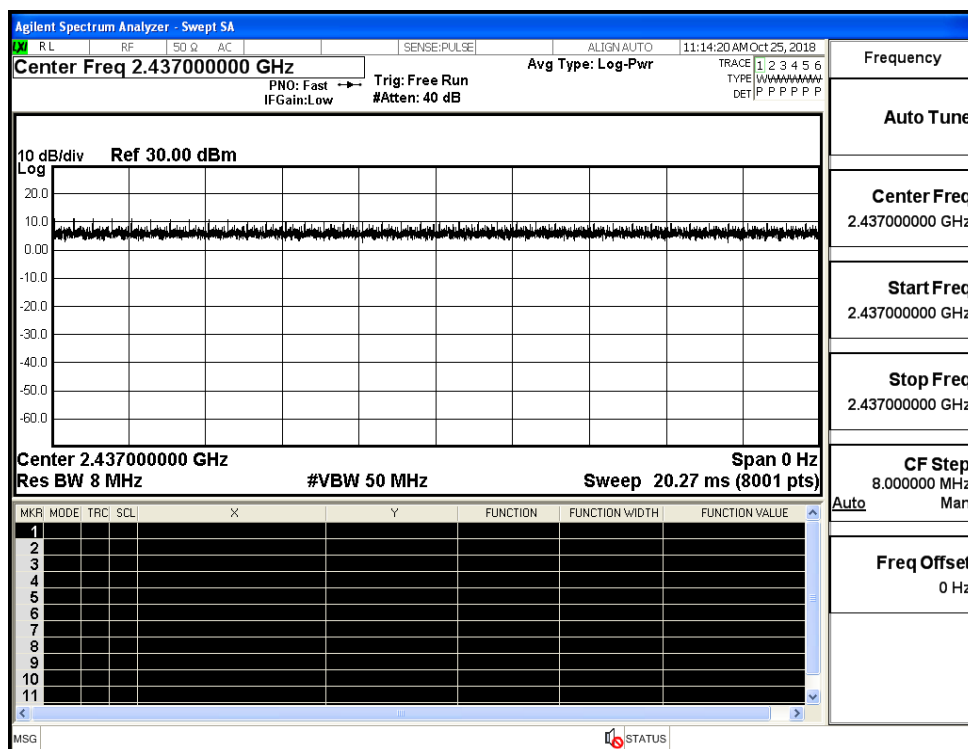 Agilent Spectrum Analyzer - Swept SA
LXI RL RF 50 Ω AC SENSE:PULSE ALIGN AUTO 11:14:20 AM Oct 25, 2018
Center Freq 2.437000000 GHz
PNO: Fast
IFGain:Low
Trig: Free Run
#Atten: 40 dB
Avg Type: Log-Pwr
TRACE 1 2 3 4 5 6
TYPE WWWWWW
DET P P P P P P
10 dB/div Ref 30.00 dBm
Log
20.0
10.0
0.00
-10.0
-20.0
-30.0
-40.0
-50.0
-60.0
Center 2.437000000 GHz Span 0 Hz
Res BW 8 MHz #VBW 50 MHz Sweep 20.27 ms (8001 pts)
MKR MODE TRC SCL X Y FUNCTION FUNCTION WIDTH FUNCTION VALUE
1
2
3
4
5
6
7
8
9
10
11
MSG STATUS
Frequency
Auto Tune
Center Freq
2.437000000 GHz
Start Freq
2.437000000 GHz
Stop Freq
2.437000000 GHz
CF Step
8.000000 MHz
Auto Man
Freq Offset
0 Hz